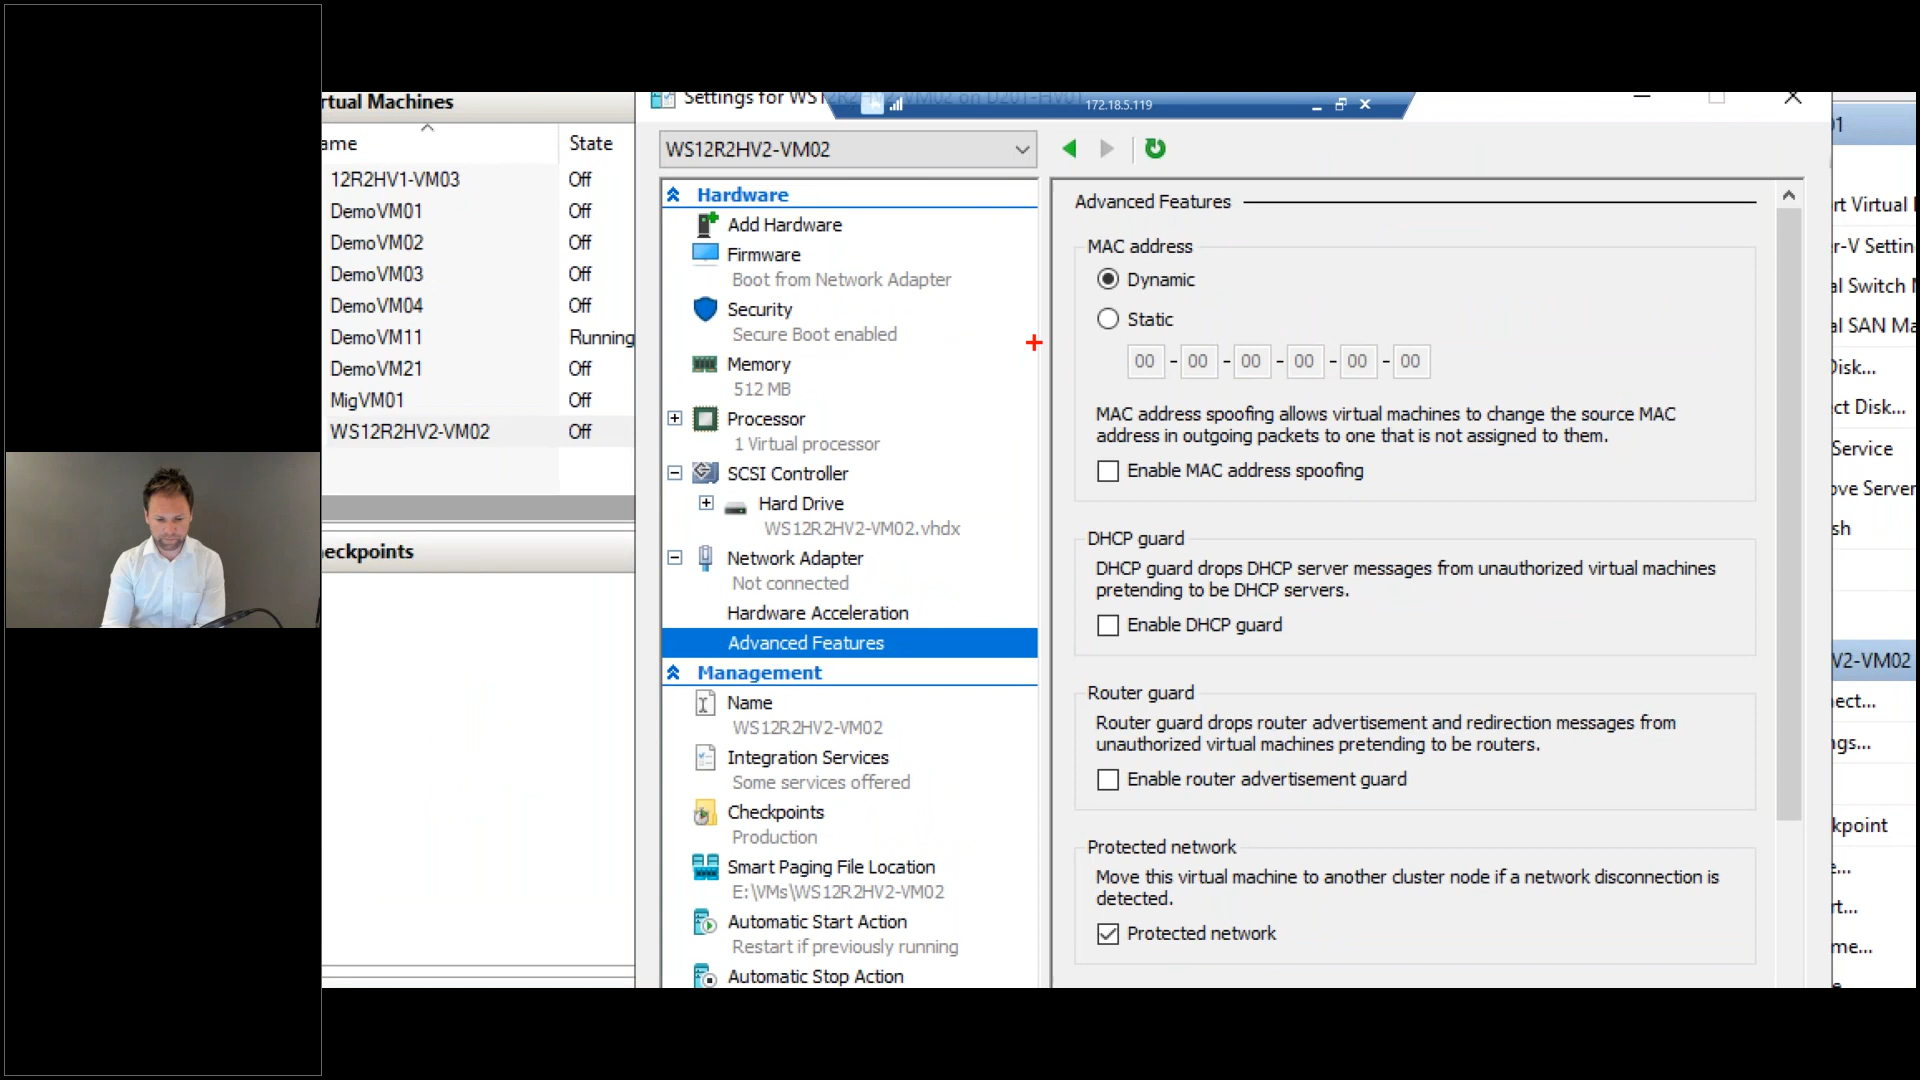 rtual Machines
ame
State
12R2HV1-VM03 Off
DemoVM01 Off
DemoVM02 Off
DemoVM03 Off
DemoVM04 Off
DemoVM11 Running
DemoVM21 Off
MigVM01 Off
WS12R2HV2-VM02 Off
eckpoints
Settings for WS12R2HV2-VM02 on D201-HV01
172.18.5.119
WS12R2HV2-VM02
Hardware
Add Hardware
Firmware
Boot from Network Adapter
Security
Secure Boot enabled
Memory
512 MB
Processor
1 Virtual processor
SCSI Controller
Hard Drive
WS12R2HV2-VM02.vhdx
Network Adapter
Not connected
Hardware Acceleration
Advanced Features
Management
Name
WS12R2HV2-VM02
Integration Services
Some services offered
Checkpoints
Production
Smart Paging File Location
E:\VMs\WS12R2HV2-VM02
Automatic Start Action
Restart if previously running
Automatic Stop Action
Advanced Features
MAC address
Dynamic
Static
00 - 00 - 00 - 00 - 00 - 00
MAC address spoofing allows virtual machines to change the source MAC
address in outgoing packets to one that is not assigned to them.
Enable MAC address spoofing
DHCP guard
DHCP guard drops DHCP server messages from unauthorized virtual machines
pretending to be DHCP servers.
Enable DHCP guard
Router guard
Router guard drops router advertisement and redirection messages from
unauthorized virtual machines pretending to be routers.
Enable router advertisement guard
Protected network
Move this virtual machine to another cluster node if a network disconnection is
detected.
Protected network
01
rt Virtual
r-V Settin
al Switch
al SAN Ma
Disk...
ct Disk...
Service
ove Server
sh
V2-VM02
ect...
ngs...
kpoint
e...
rt...
me...